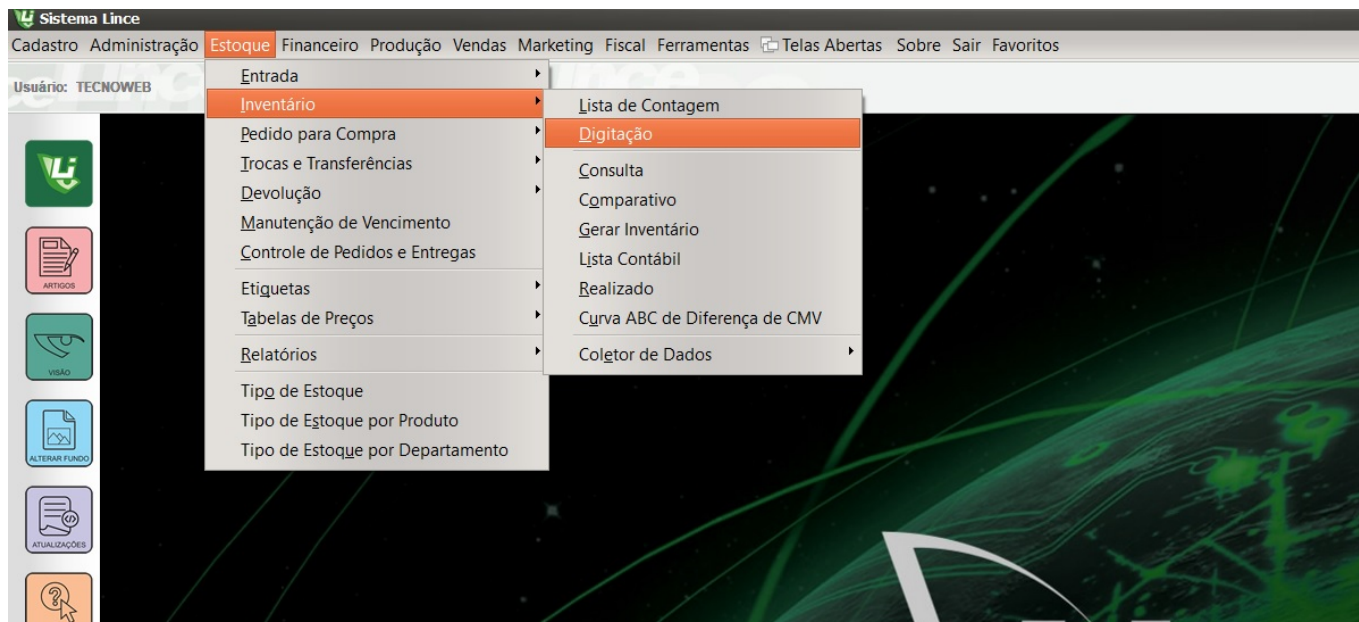 Sistema Lince
Cadastro Administração Estoque Financeiro Produção Vendas Marketing Fiscal Ferramentas Telas Abertas Sobre Sair Favoritos
Usuário: TECNOWEB
Entrada
Inventário
Pedido para Compra
Trocas e Transferências
Devolução
Manutenção de Vencimento
Controle de Pedidos e Entregas
Etiquetas
Tabelas de Preços
Relatórios
Tipo de Estoque
Tipo de Estoque por Produto
Tipo de Estoque por Departamento
Lista de Contagem
Digitação
Consulta
Comparativo
Gerar Inventário
Lista Contábil
Realizado
Curva ABC de Diferença de CMV
Coletor de Dados
ARTIGOS
VISÃO
ALTERAR FUNDO
ATUALIZAÇÕES